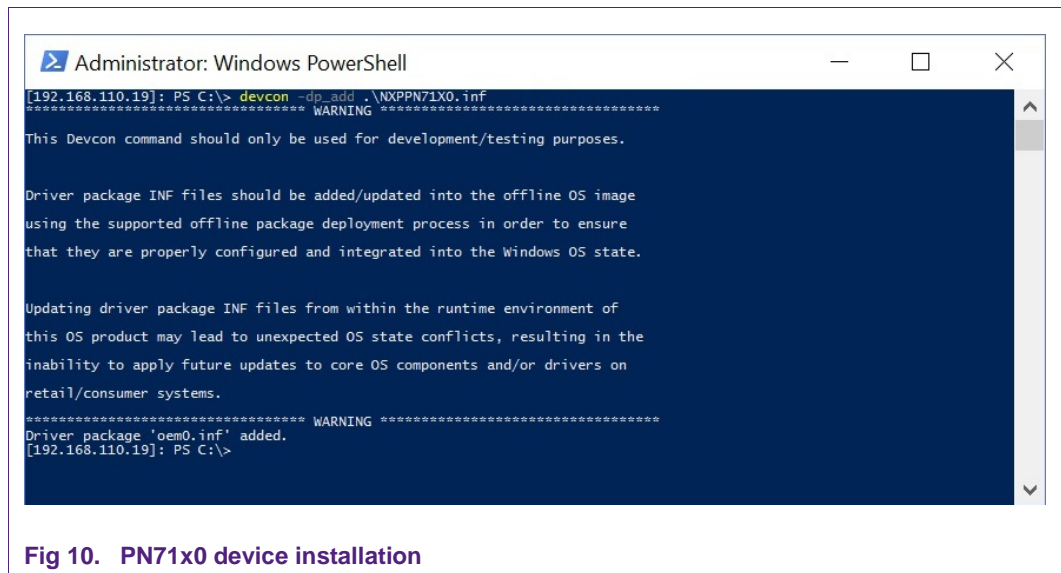 Administrator: Windows PowerShell
[192.168.110.19]: PS C:\> devcon -dp_add .\NXPPN71X0.inf
********************************** WARNING **********************************
This Devcon command should only be used for development/testing purposes.
Driver package INF files should be added/updated into the offline OS image
using the supported offline package deployment process in order to ensure
that they are properly configured and integrated into the Windows OS state.
Updating driver package INF files from within the runtime environment of
this OS product may lead to unexpected OS state conflicts, resulting in the
inability to apply future updates to core OS components and/or drivers on
retail/consumer systems.
********************************** WARNING **********************************
Driver package 'oem0.inf' added.
[192.168.110.19]: PS C:\>
Fig 10. PN71x0 device installation